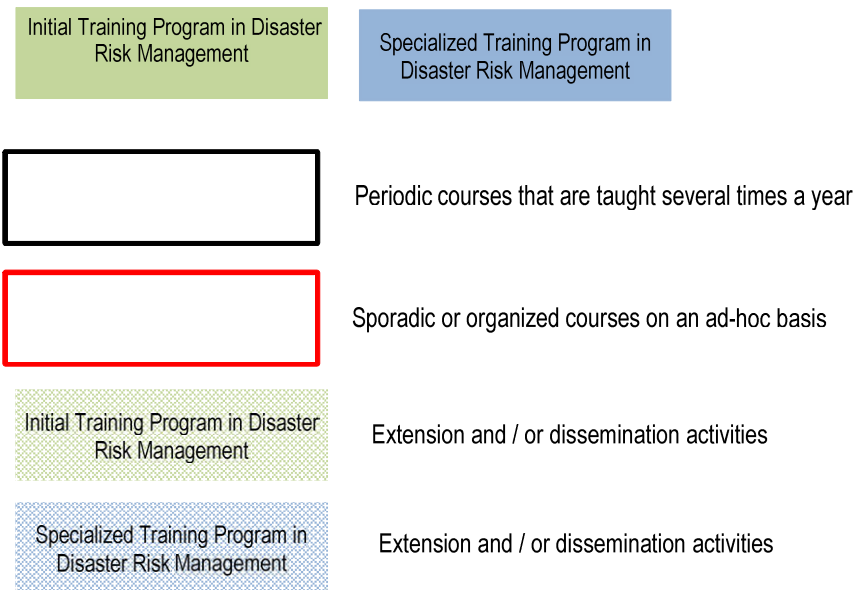 Initial Training Program in Disaster
Risk Management
Specialized Training Program in
Disaster Risk Management
Periodic courses that are taught several times a year
Sporadic or organized courses on an ad-hoc basis
Initial Training Program in Disaster
Risk Management
Extension and / or dissemination activities
Specialized Training Program in
Disaster Risk Management
Extension and / or dissemination activities